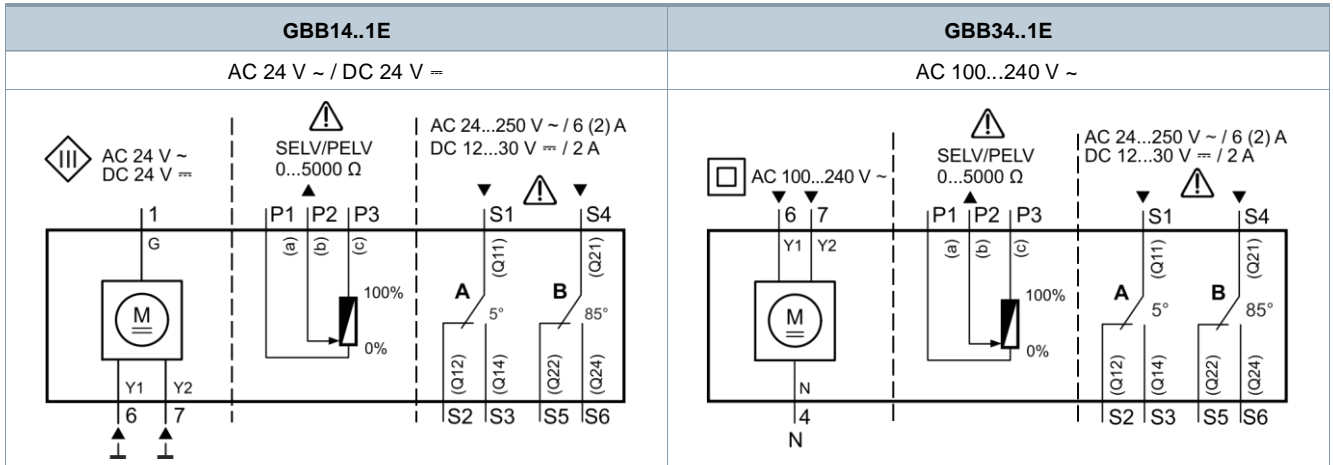 GBB14..1E
GBB34..1E
AC 24 V ~ / DC 24 V ⎓
AC 100...240 V ~
III
AC 24 V ~
DC 24 V ⎓
SELV/PELV
0...5000 Ω
AC 24...250 V ~ / 6 (2) A
DC 12...30 V ⎓ / 2 A
1
P1
P2
P3
S1
S4
G
(a)
(b)
(c)
(Q11)
(Q21)
M
100%
0%
A
5°
B
85°
Y1
Y2
(Q12)
(Q14)
(Q22)
(Q24)
6
7
S2
S3
S5
S6
AC 100...240 V ~
SELV/PELV
0...5000 Ω
AC 24...250 V ~ / 6 (2) A
DC 12...30 V ⎓ / 2 A
6
7
P1
P2
P3
S1
S4
Y1
Y2
(a)
(b)
(c)
(Q11)
(Q21)
M
100%
0%
A
5°
B
85°
N
(Q12)
(Q14)
(Q22)
(Q24)
4
S2
S3
S5
S6
N